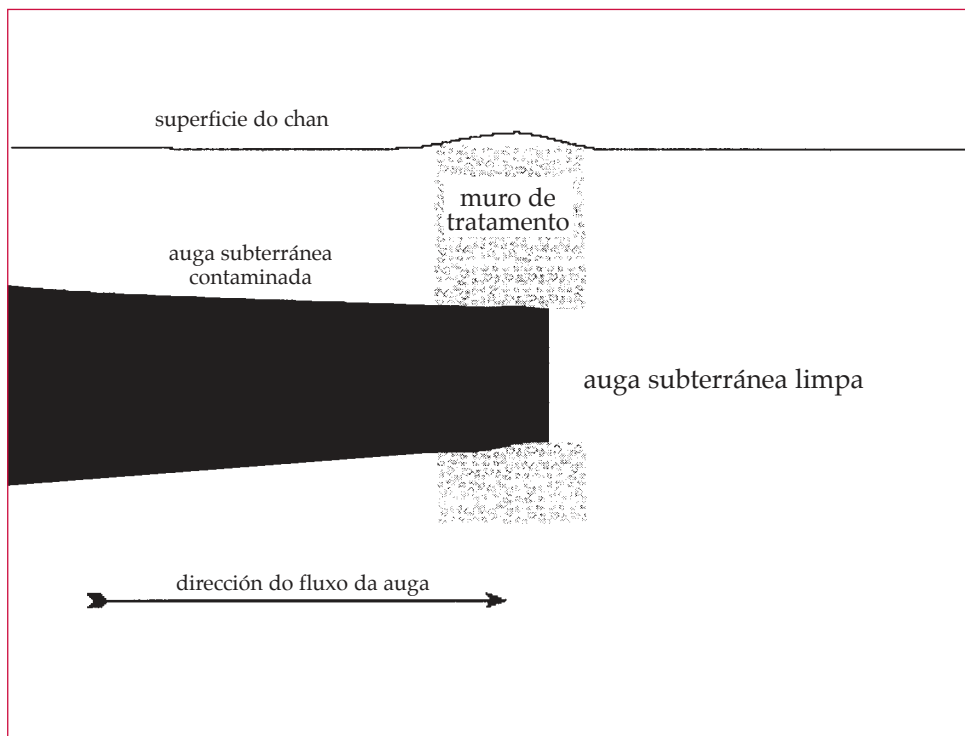 superficie do chan
muro de
tratamento
auga subterránea
contaminada
auga subterránea limpa
dirección do fluxo da auga